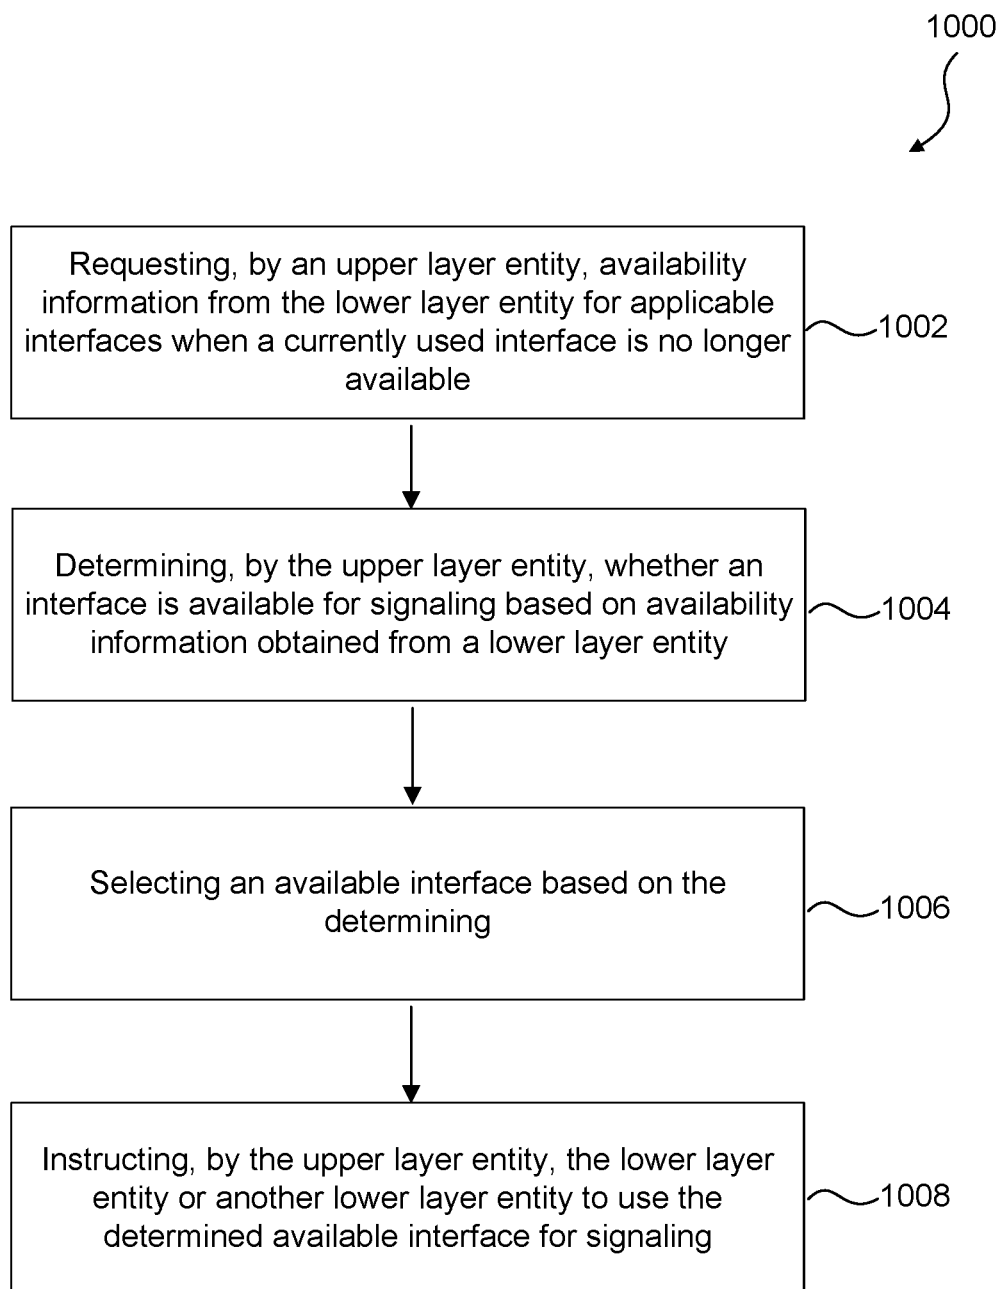 1000
Requesting, by an upper layer entity, availability
information from the lower layer entity for applicable
interfaces when a currently used interface is no longer
available
1002
Determining, by the upper layer entity, whether an
interface is available for signaling based on availability
information obtained from a lower layer entity
1004
Selecting an available interface based on the
determining
1006
Instructing, by the upper layer entity, the lower layer
entity or another lower layer entity to use the
determined available interface for signaling
1008